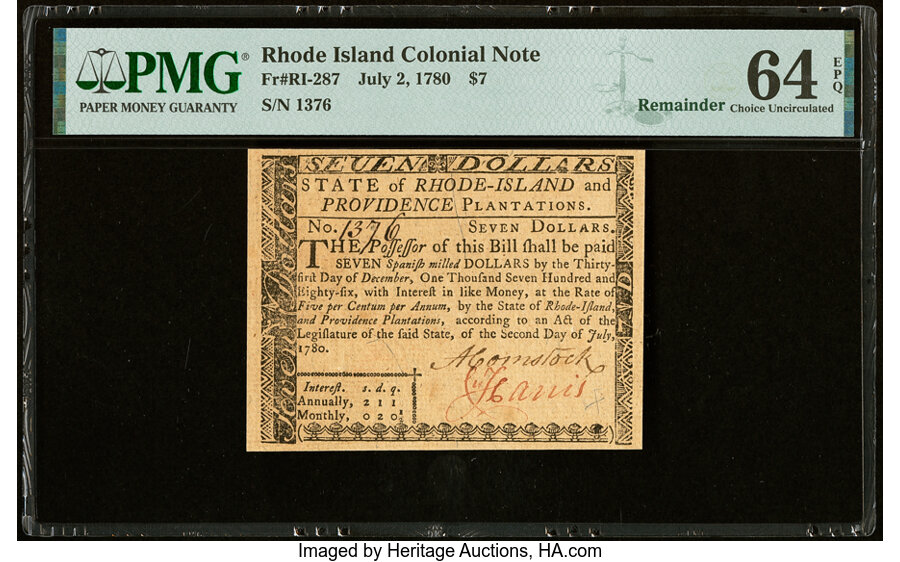 PMG®
PAPER MONEY GUARANTY
Rhode Island Colonial Note
Fr#RI-287 July 2, 1780 $7
S/N 1376
Remainder
64
EPQ
Choice Uncirculated
SEVEN DOLLARS
STATE of RHODE-ISLAND and
PROVIDENCE PLANTATIONS.
No. 1376 SEVEN DOLLARS.
THE Poſſeſſor of this Bill ſhall be paid
SEVEN Spaniſh milled DOLLARS by the Thirty-
firſt Day of December, One Thouſand Seven Hundred and
Eighty-ſix, with Intereſt in like Money, at the Rate of
Five per Centum per Annum, by the State of Rhode-Iſland,
and Providence Plantations, according to an Act of the
Legiſlature of the ſaid State, of the Second Day of July,
1780.
A Comstock
Harris
Intereſt. s. d. q.
Annually, 2 1 1
Monthly, 0 2 0
Seven Dollars
Imaged by Heritage Auctions, HA.com